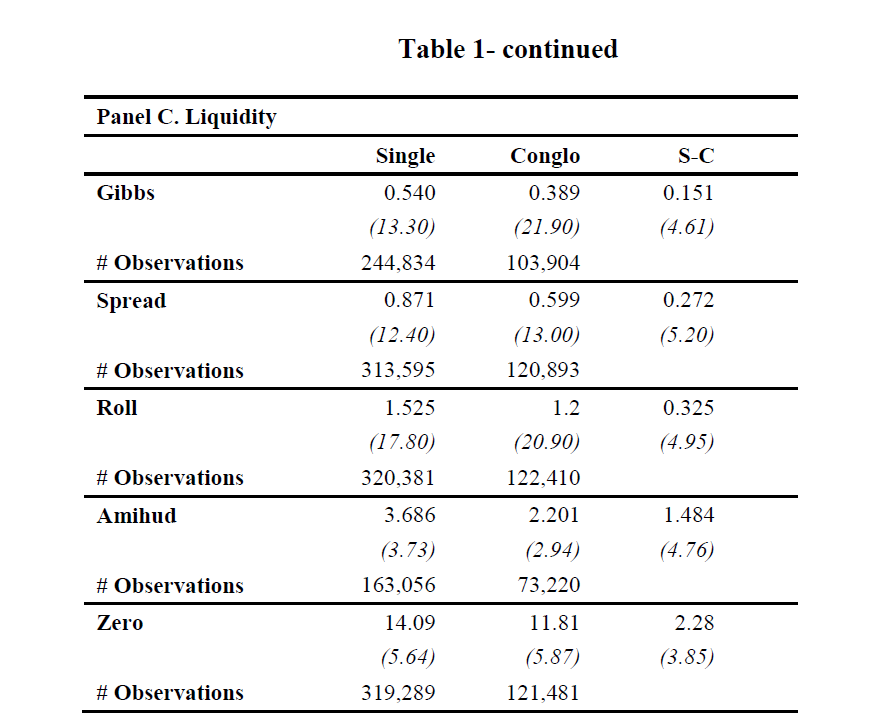 Table 1- continued
Panel C. Liquidity
Single Conglo S-C
Gibbs 0.540 0.389 0.151
(13.30) (21.90) (4.61)
# Observations 244,834 103,904
Spread 0.871 0.599 0.272
(12.40) (13.00) (5.20)
# Observations 313,595 120,893
Roll 1.525 1.2 0.325
(17.80) (20.90) (4.95)
# Observations 320,381 122,410
Amihud 3.686 2.201 1.484
(3.73) (2.94) (4.76)
# Observations 163,056 73,220
Zero 14.09 11.81 2.28
(5.64) (5.87) (3.85)
# Observations 319,289 121,481